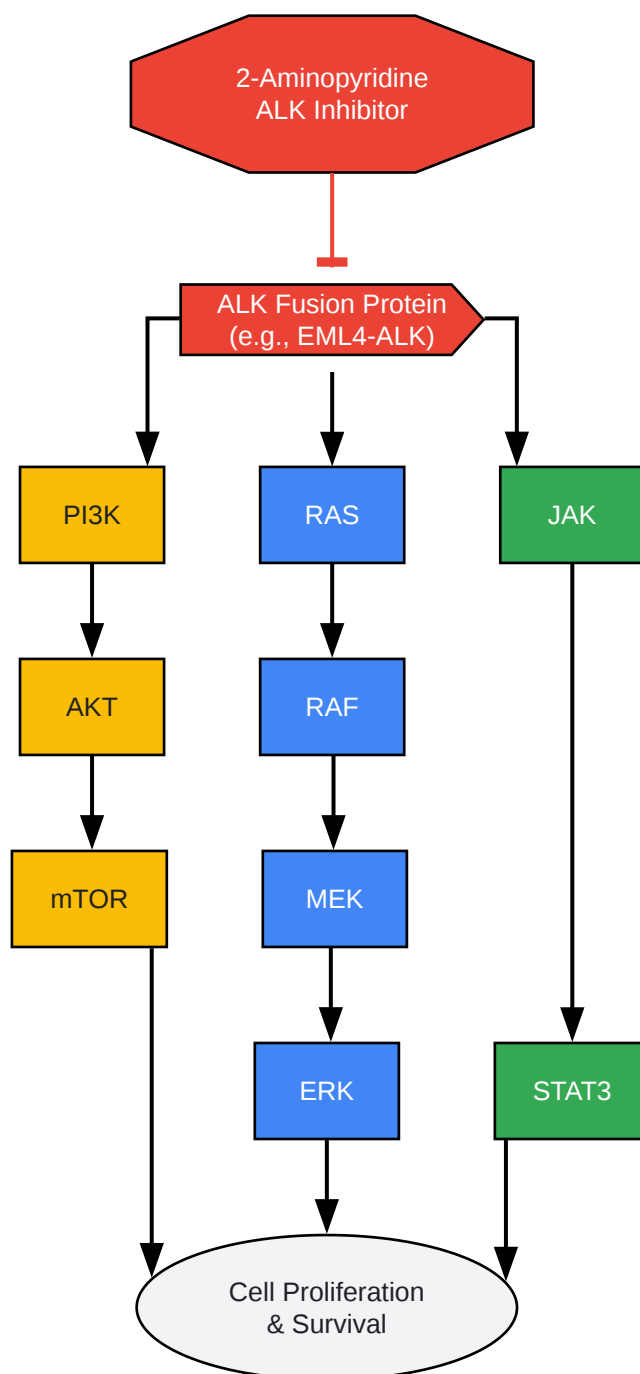 2-Aminopyridine
ALK Inhibitor
ALK Fusion Protein
(e.g., EML4-ALK)
PI3K
RAS
JAK
AKT
RAF
mTOR
MEK
ERK
STAT3
Cell Proliferation
& Survival